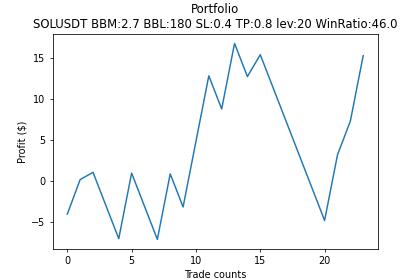 Portfolio
SOLUSDT BBM:2.7 BBL:180 SL:0.4 TP:0.8 lev:20 WinRatio:46.0
15
10
5
0
−5
Profit ($)
0 5 10 15 20
Trade counts